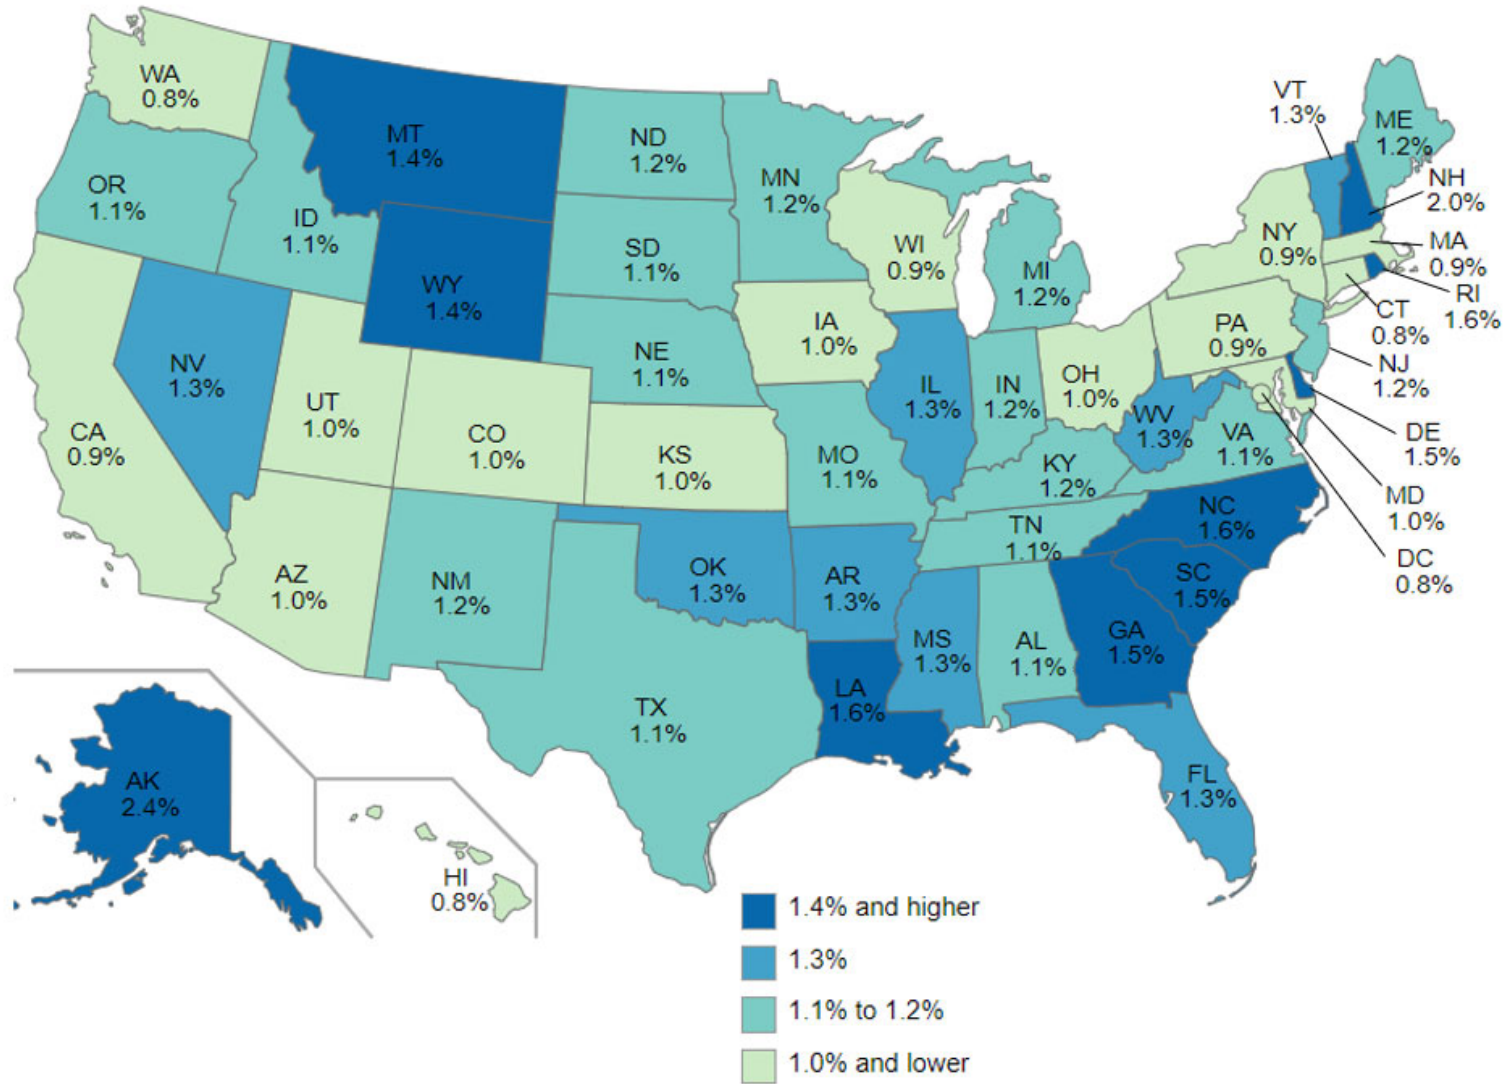 WA
0.8%
MT
1.4%
ND
1.2%
MN
1.2%
VT
1.3%
ME
1.2%
OR
1.1%
ID
1.1%
NH
2.0%
WY
1.4%
SD
1.1%
WI
0.9%
MI
1.2%
NY
0.9%
MA
0.9%
RI
1.6%
CT
0.8%
NV
1.3%
UT
1.0%
NE
1.1%
IA
1.0%
PA
0.9%
NJ
1.2%
CA
0.9%
CO
1.0%
KS
1.0%
MO
1.1%
IL
1.3%
IN
1.2%
OH
1.0%
WV
1.3%
VA
1.1%
DE
1.5%
KY
1.2%
MD
1.0%
NC
1.6%
TN
1.1%
DC
0.8%
AZ
1.0%
NM
1.2%
OK
1.3%
AR
1.3%
SC
1.5%
MS
1.3%
AL
1.1%
GA
1.5%
TX
1.1%
LA
1.6%
FL
1.3%
AK
2.4%
HI
0.8%
1.4% and higher
1.3%
1.1% to 1.2%
1.0% and lower